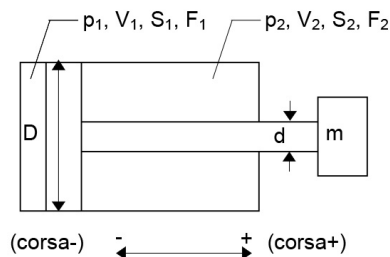 p₁, V₁, S₁, F₁ p₂, V₂, S₂, F₂
D d m
(corsa-) - + (corsa+)